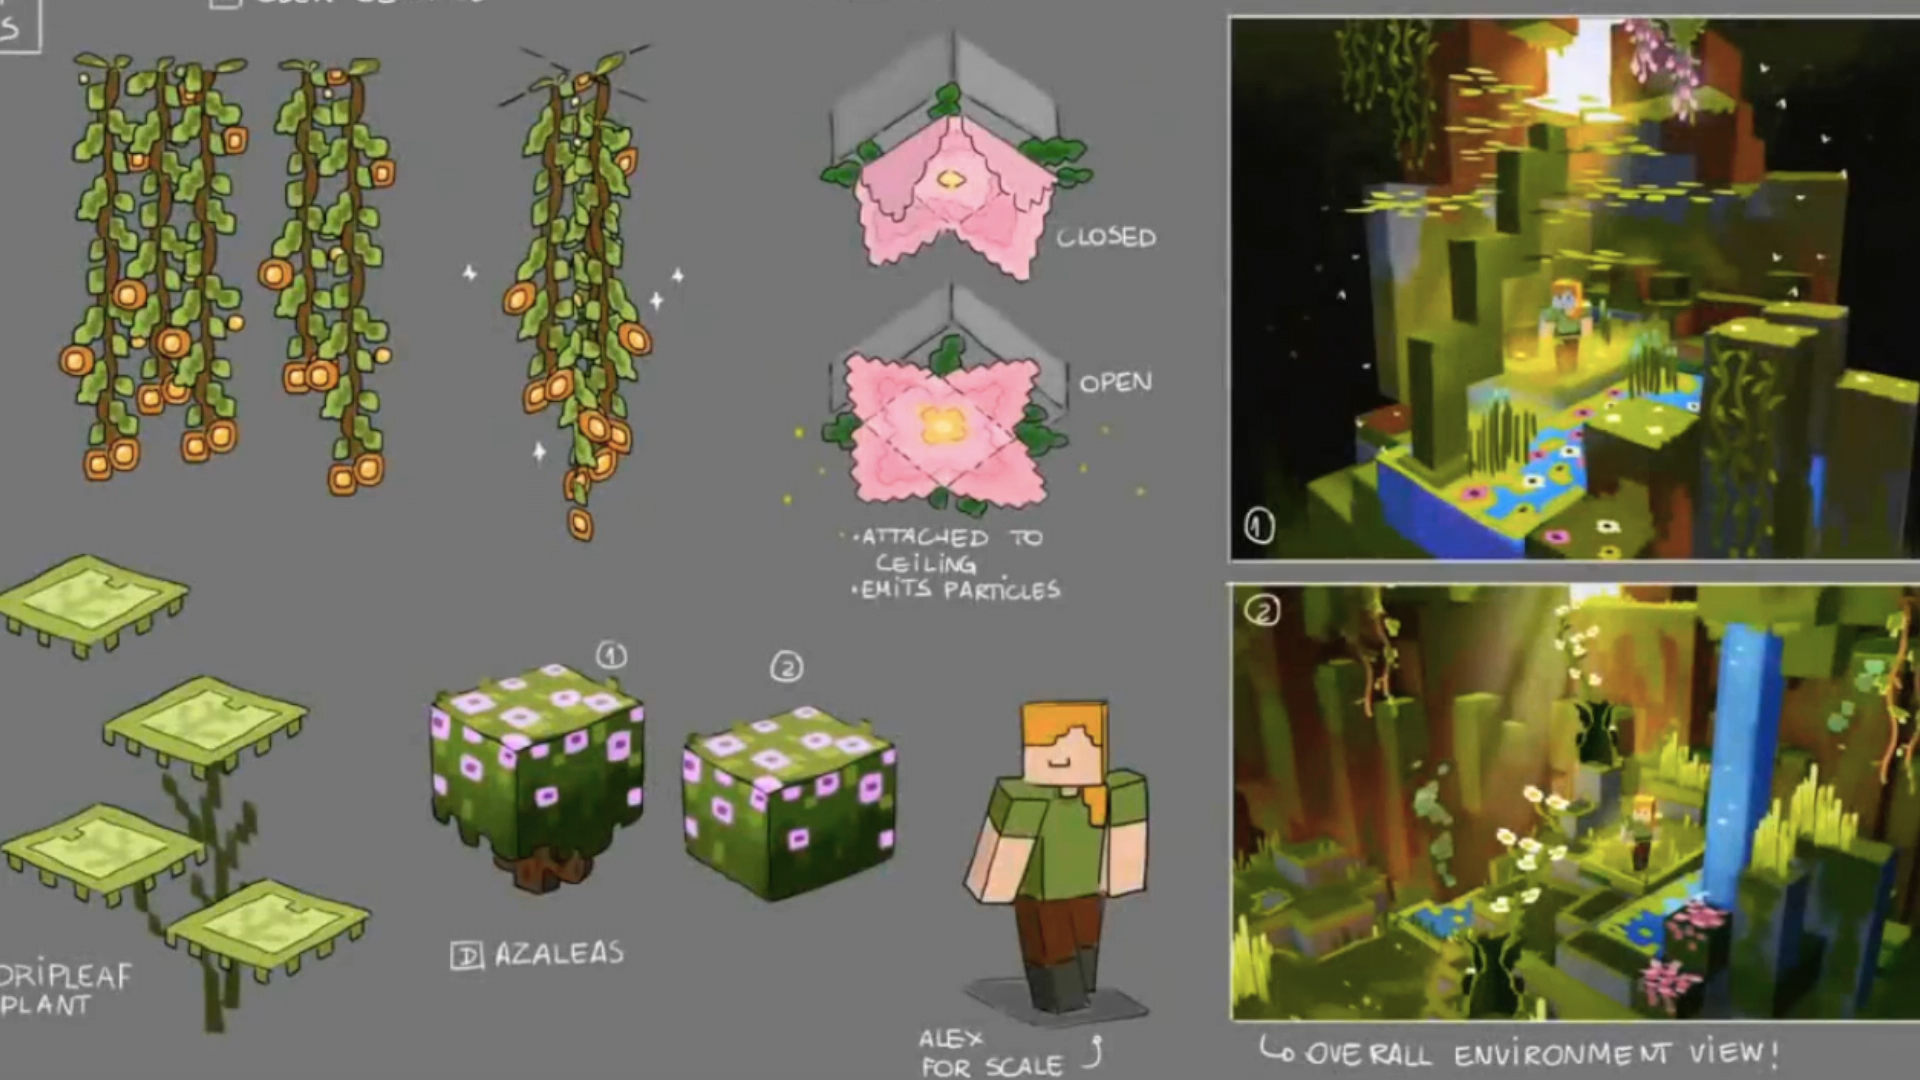 S
CLOSED
OPEN
•ATTACHED TO
CEILING
•EMITS PARTICLES
1
2
1
2
D AZALEAS
DRIPLEAF
PLANT
ALEX
FOR SCALE
OVERALL ENVIRONMENT VIEW!